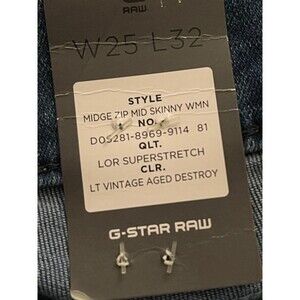 RAW
W25 L32
STYLE
MIDGE ZIP MID SKINNY WMN
NO.
D05281-8969-9114 81
QLT.
LOR SUPERSTRETCH
CLR.
LT VINTAGE AGED DESTROY
G-STAR RAW